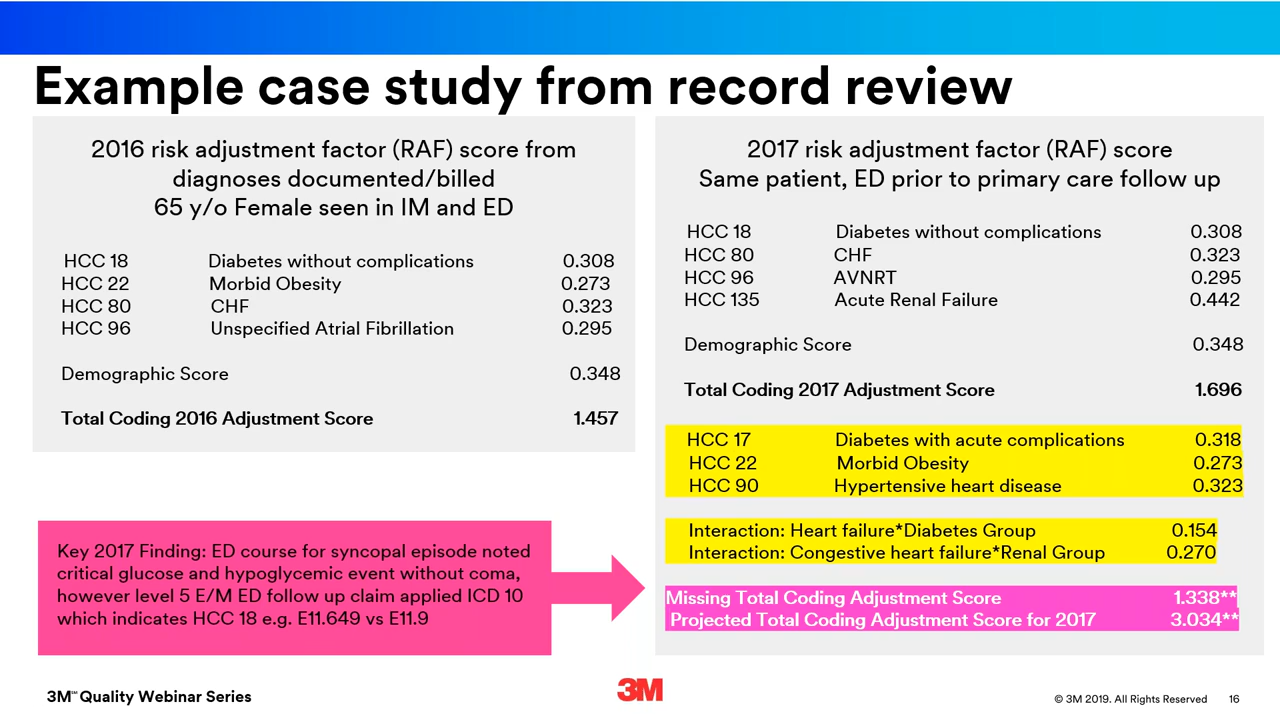 Example case study from record review
2016 risk adjustment factor (RAF) score from
diagnoses documented/billed
65 y/o Female seen in IM and ED
HCC 18 Diabetes without complications 0.308
HCC 22 Morbid Obesity 0.273
HCC 80 CHF 0.323
HCC 96 Unspecified Atrial Fibrillation 0.295
Demographic Score 0.348
Total Coding 2016 Adjustment Score 1.457
2017 risk adjustment factor (RAF) score
Same patient, ED prior to primary care follow up
HCC 18 Diabetes without complications 0.308
HCC 80 CHF 0.323
HCC 96 AVNRT 0.295
HCC 135 Acute Renal Failure 0.442
Demographic Score 0.348
Total Coding 2017 Adjustment Score 1.696
HCC 17 Diabetes with acute complications 0.318
HCC 22 Morbid Obesity 0.273
HCC 90 Hypertensive heart disease 0.323
Interaction: Heart failure*Diabetes Group 0.154
Interaction: Congestive heart failure*Renal Group 0.270
Missing Total Coding Adjustment Score 1.338**
Projected Total Coding Adjustment Score for 2017 3.034**
Key 2017 Finding: ED course for syncopal episode noted
critical glucose and hypoglycemic event without coma,
however level 5 E/M ED follow up claim applied ICD 10
which indicates HCC 18 e.g. E11.649 vs E11.9
3M℠ Quality Webinar Series
3M
© 3M 2019. All Rights Reserved 16